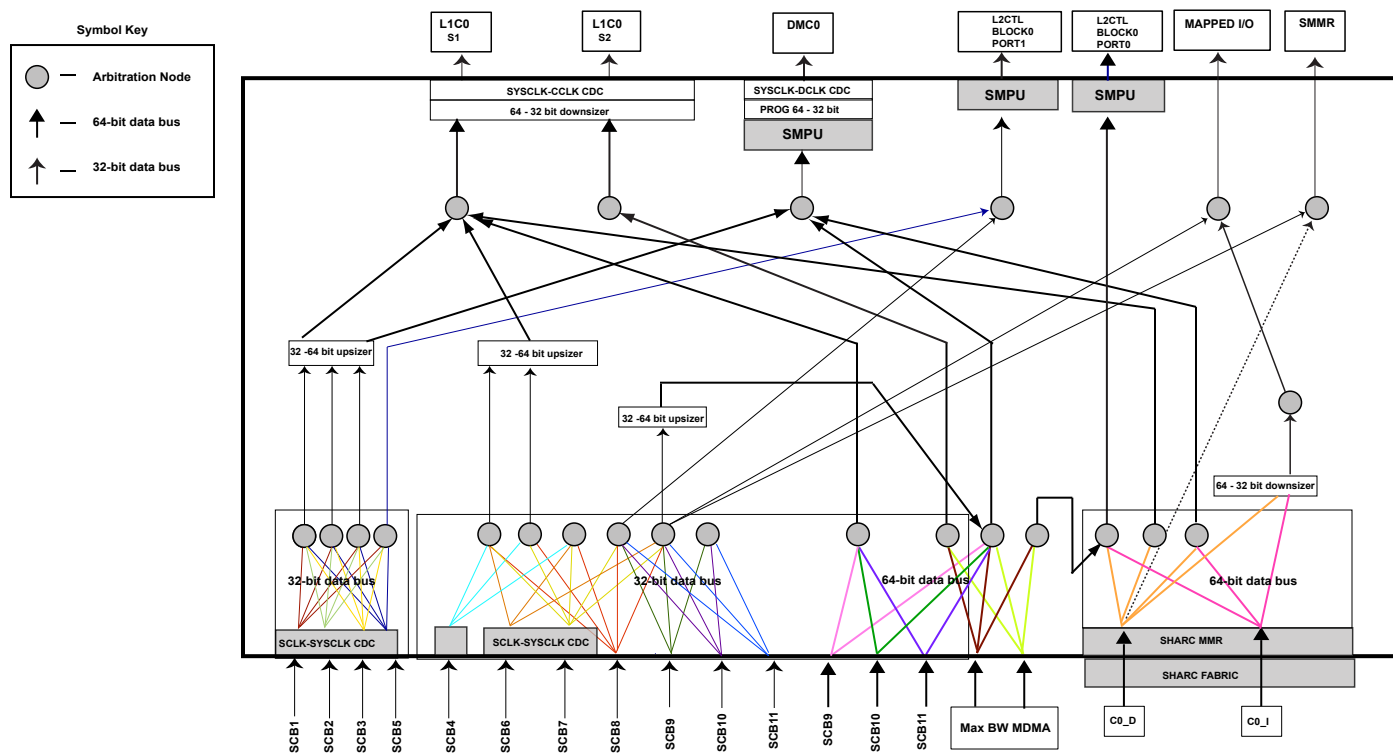 Symbol Key
Arbitration Node
64-bit data bus
32-bit data bus
L1C0
S1
L1C0
S2
DMC0
L2CTL
BLOCK0
PORT1
L2CTL
BLOCK0
PORT0
MAPPED I/O
SMMR
SYSCLK-CCLK CDC
64 - 32 bit downsizer
SYSCLK-DCLK CDC
PROG 64 - 32 bit
SMPU
SMPU
SMPU
32 -64 bit upsizer
32 -64 bit upsizer
32 -64 bit upsizer
64 - 32 bit downsizer
32-bit data bus
32-bit data bus
64-bit data bus
64-bit data bus
SCLK-SYSCLK CDC
SCLK-SYSCLK CDC
SHARC MMR
SHARC FABRIC
SCB1
SCB2
SCB3
SCB5
SCB4
SCB6
SCB7
SCB8
SCB9
SCB10
SCB11
SCB9
SCB10
SCB11
Max BW MDMA
C0_D
C0_I